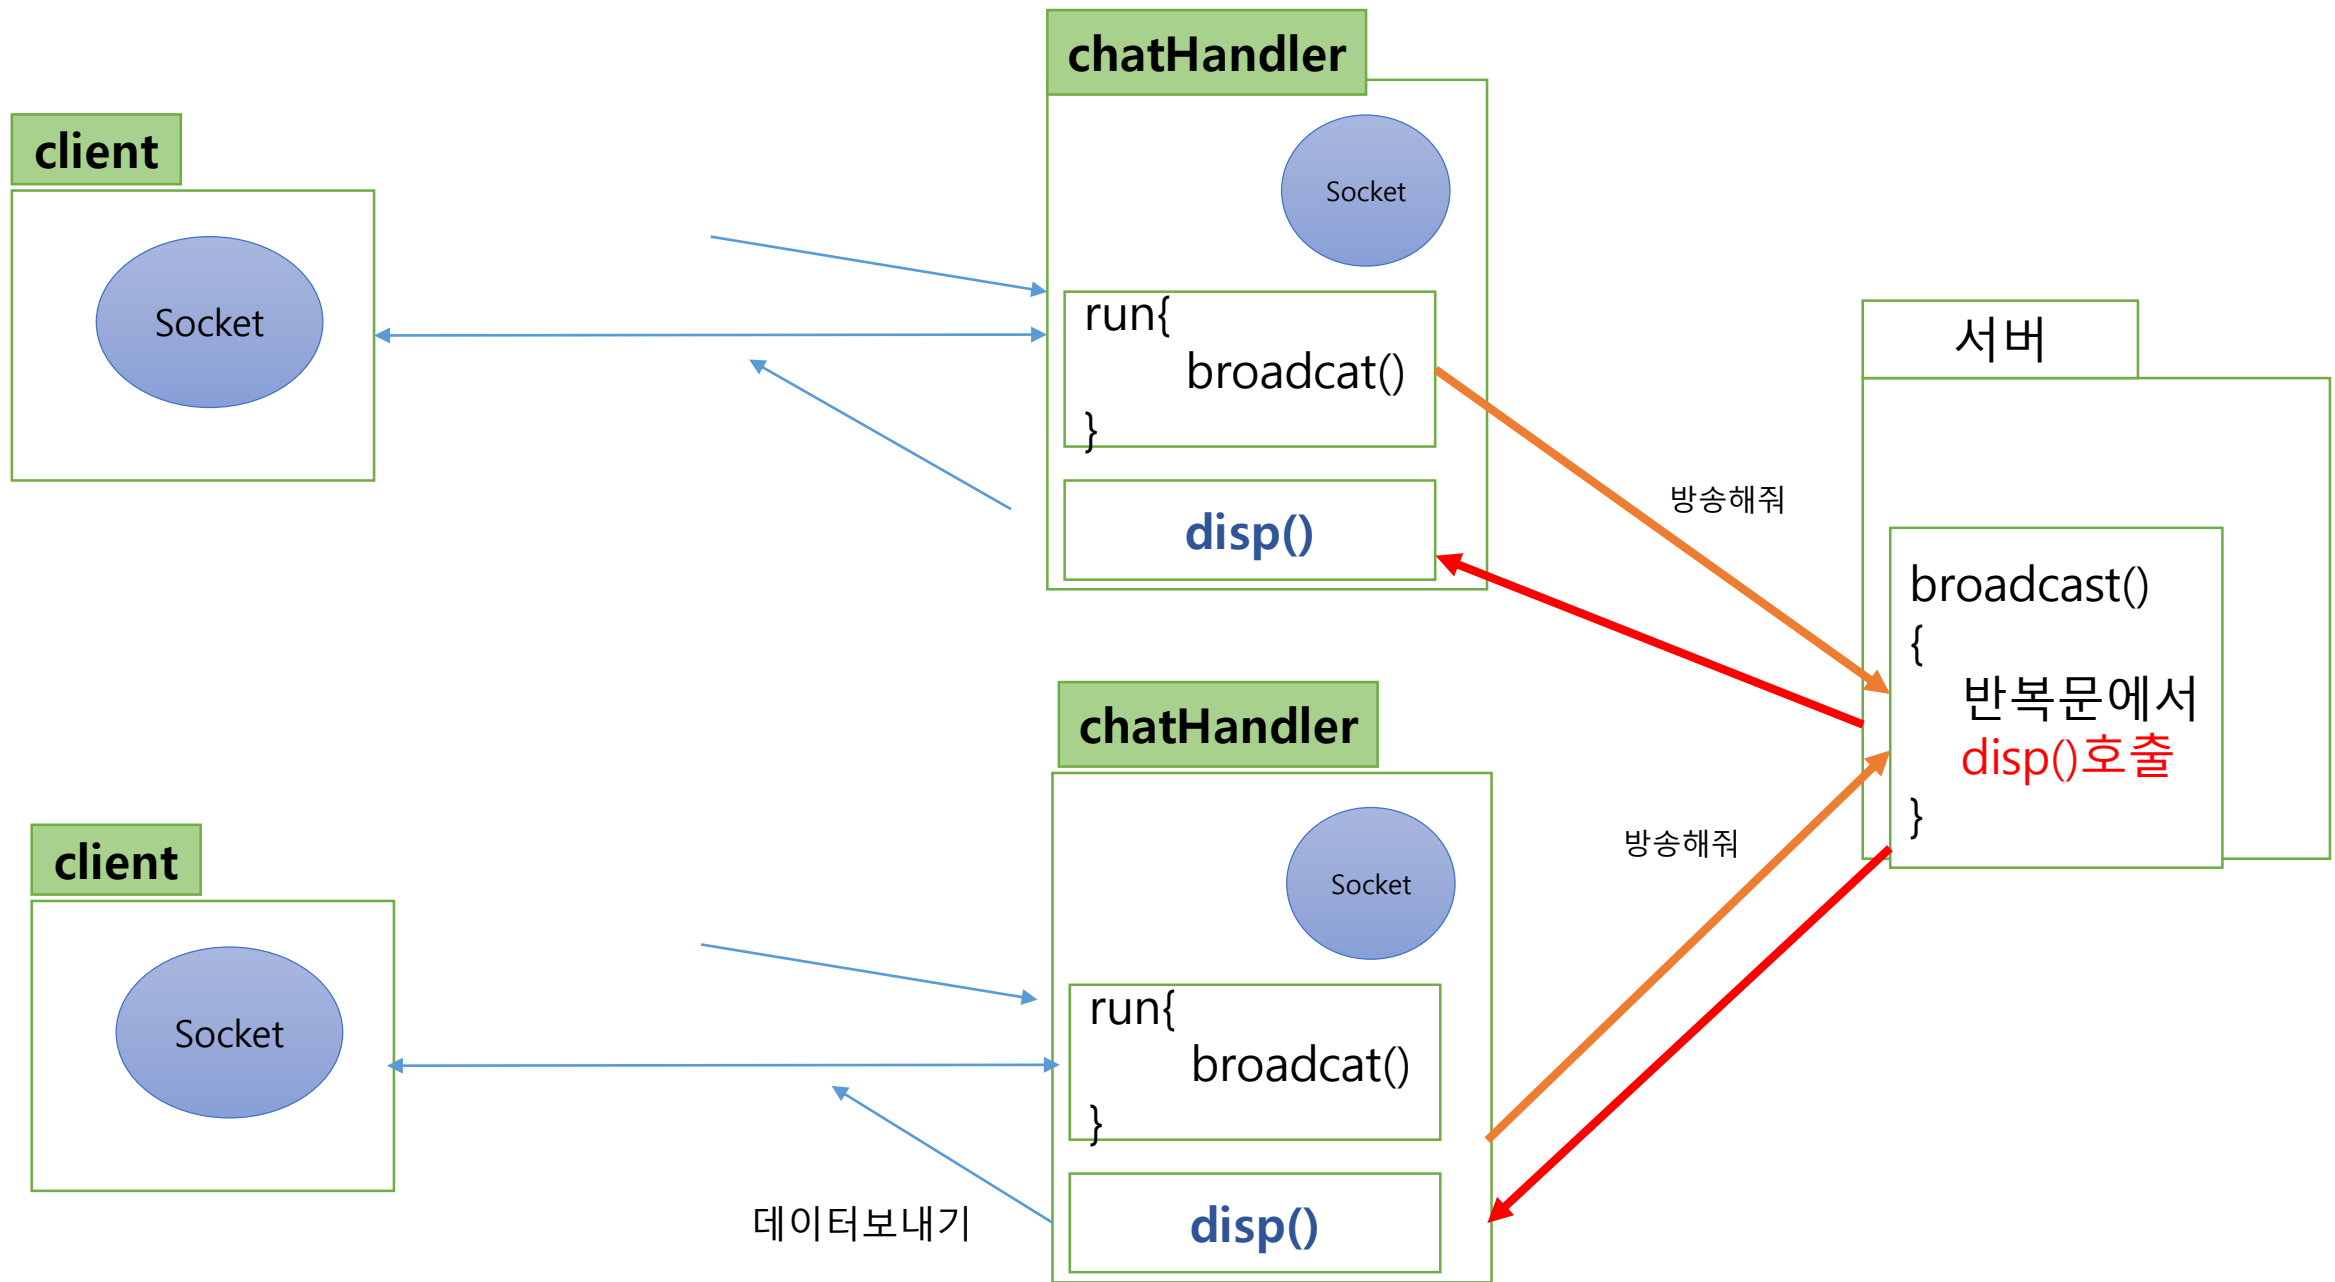 chatHandler
client
Socket
Socket
run{
broadcat()
}
disp()
방송해줘
서버
broadcast()
{
반복문에서
disp()호출
}
chatHandler
client
Socket
Socket
run{
broadcat()
}
disp()
방송해줘
데이터보내기